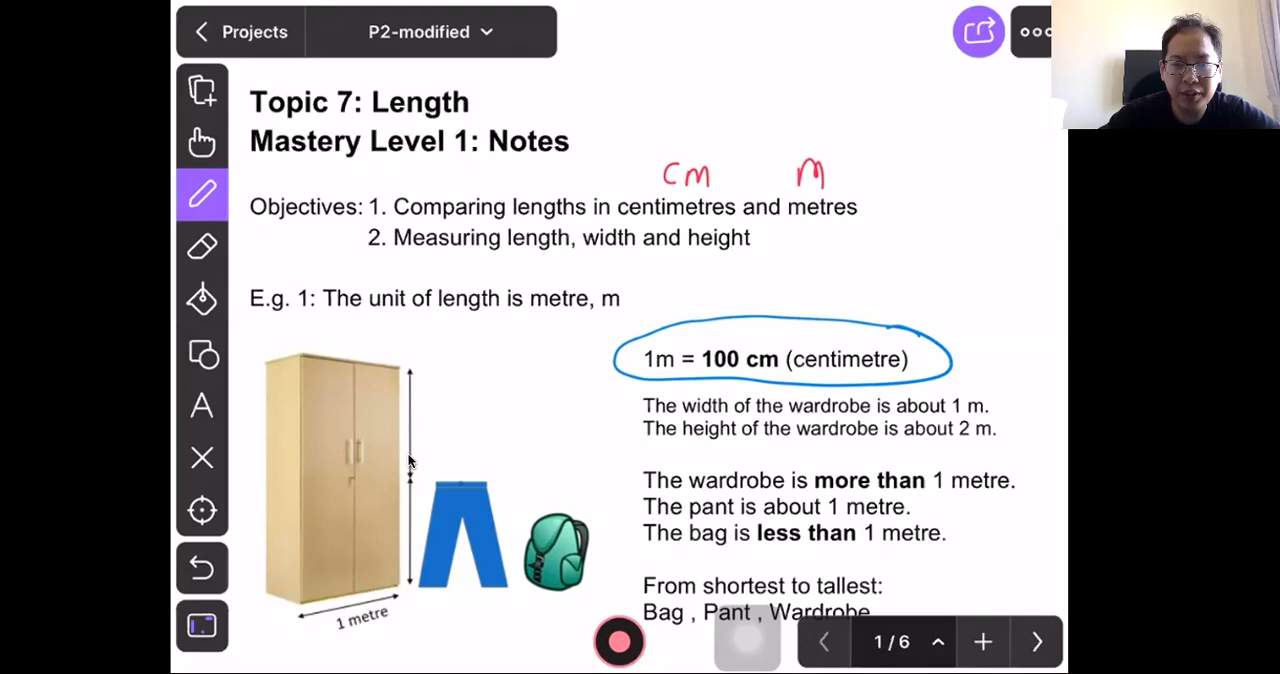 Projects
P2-modified
Topic 7: Length
Mastery Level 1: Notes
cm m
Objectives: 1. Comparing lengths in centimetres and metres
2. Measuring length, width and height
E.g. 1: The unit of length is metre, m
1m = 100 cm (centimetre)
The width of the wardrobe is about 1 m.
The height of the wardrobe is about 2 m.
The wardrobe is more than 1 metre.
The pant is about 1 metre.
The bag is less than 1 metre.
From shortest to tallest:
Bag , Pant , Wardrobe
1 metre
1 / 6